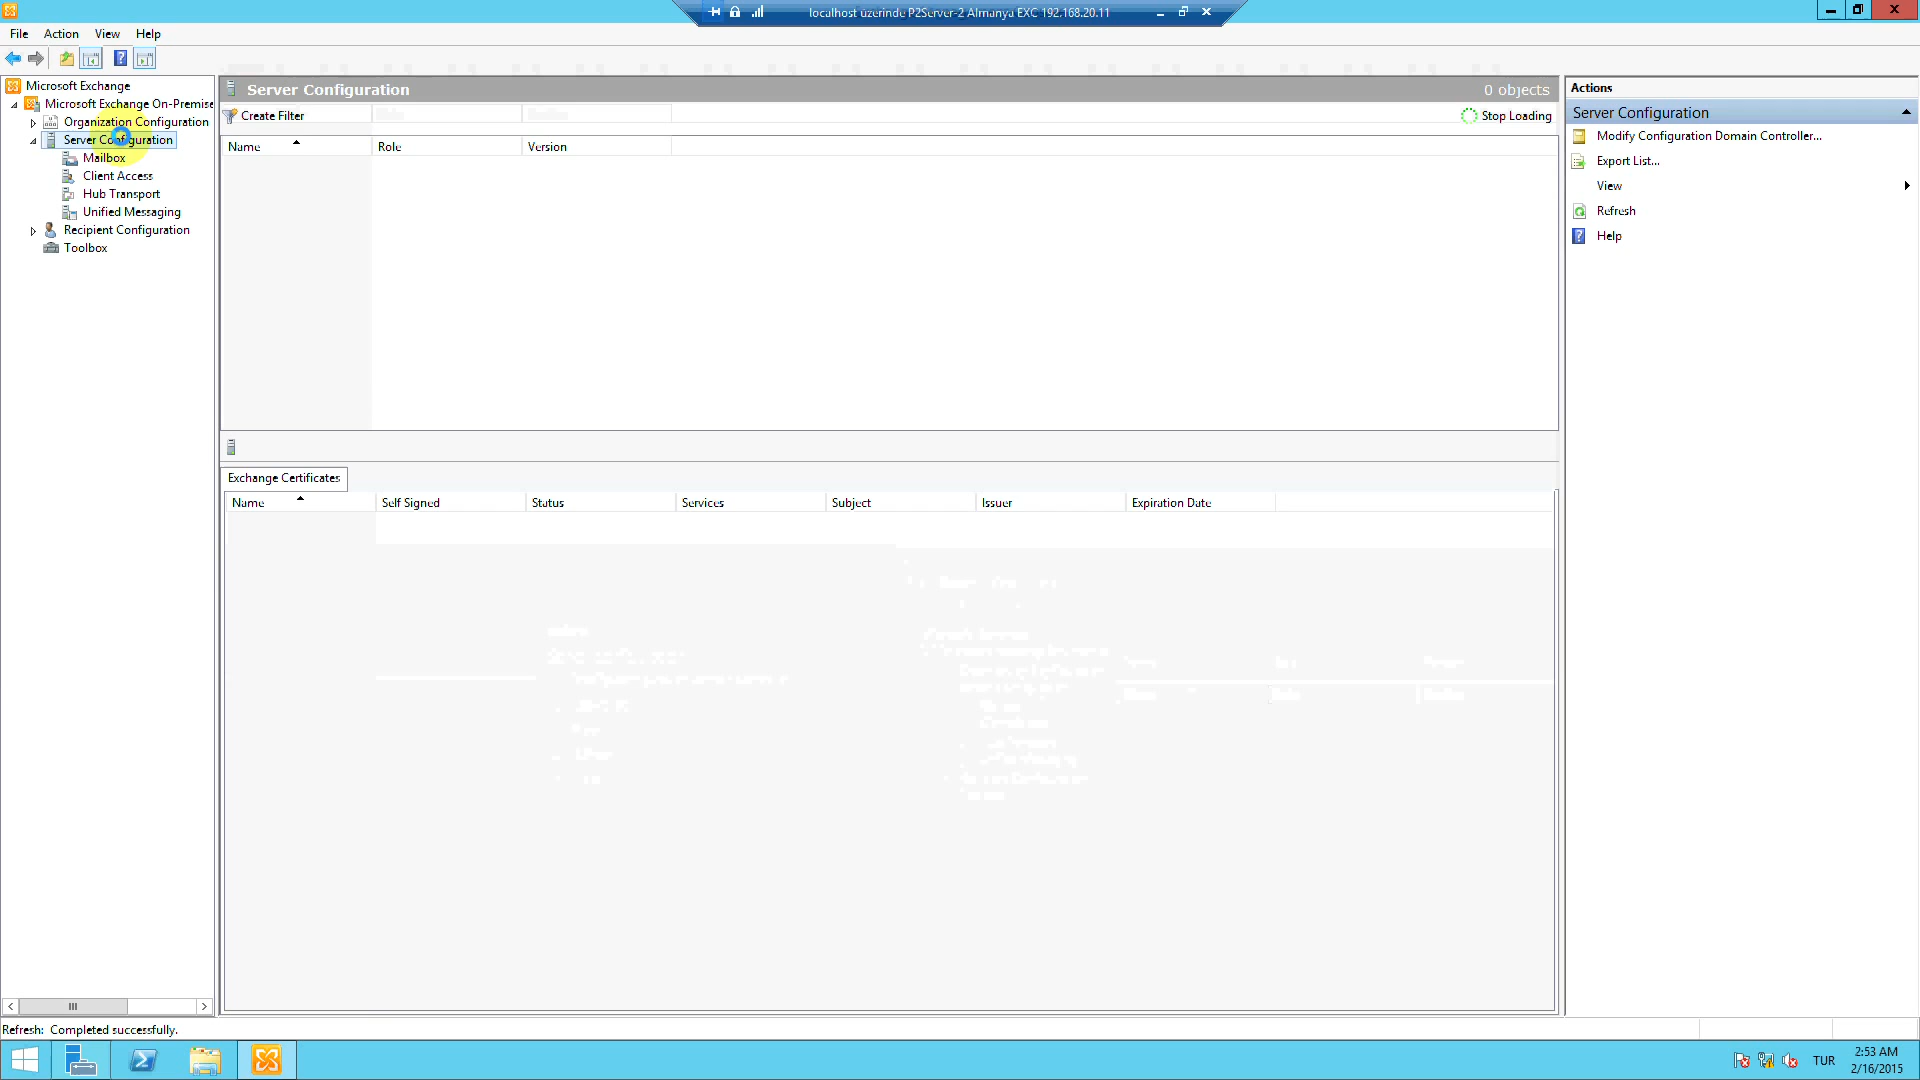 localhost üzerinde P2Server-2 Almanya EXC 192.168.20.11
File Action View Help
Microsoft Exchange
Microsoft Exchange On-Premise
Organization Configuration
Server Configuration
Mailbox
Client Access
Hub Transport
Unified Messaging
Recipient Configuration
Toolbox
Server Configuration 0 objects
Create Filter Stop Loading
Name Role Version
Exchange Certificates
Name Self Signed Status Services Subject Issuer Expiration Date
Actions
Server Configuration
Modify Configuration Domain Controller...
Export List...
View
Refresh
Help
Refresh: Completed successfully.
TUR
2:53 AM
2/16/2015